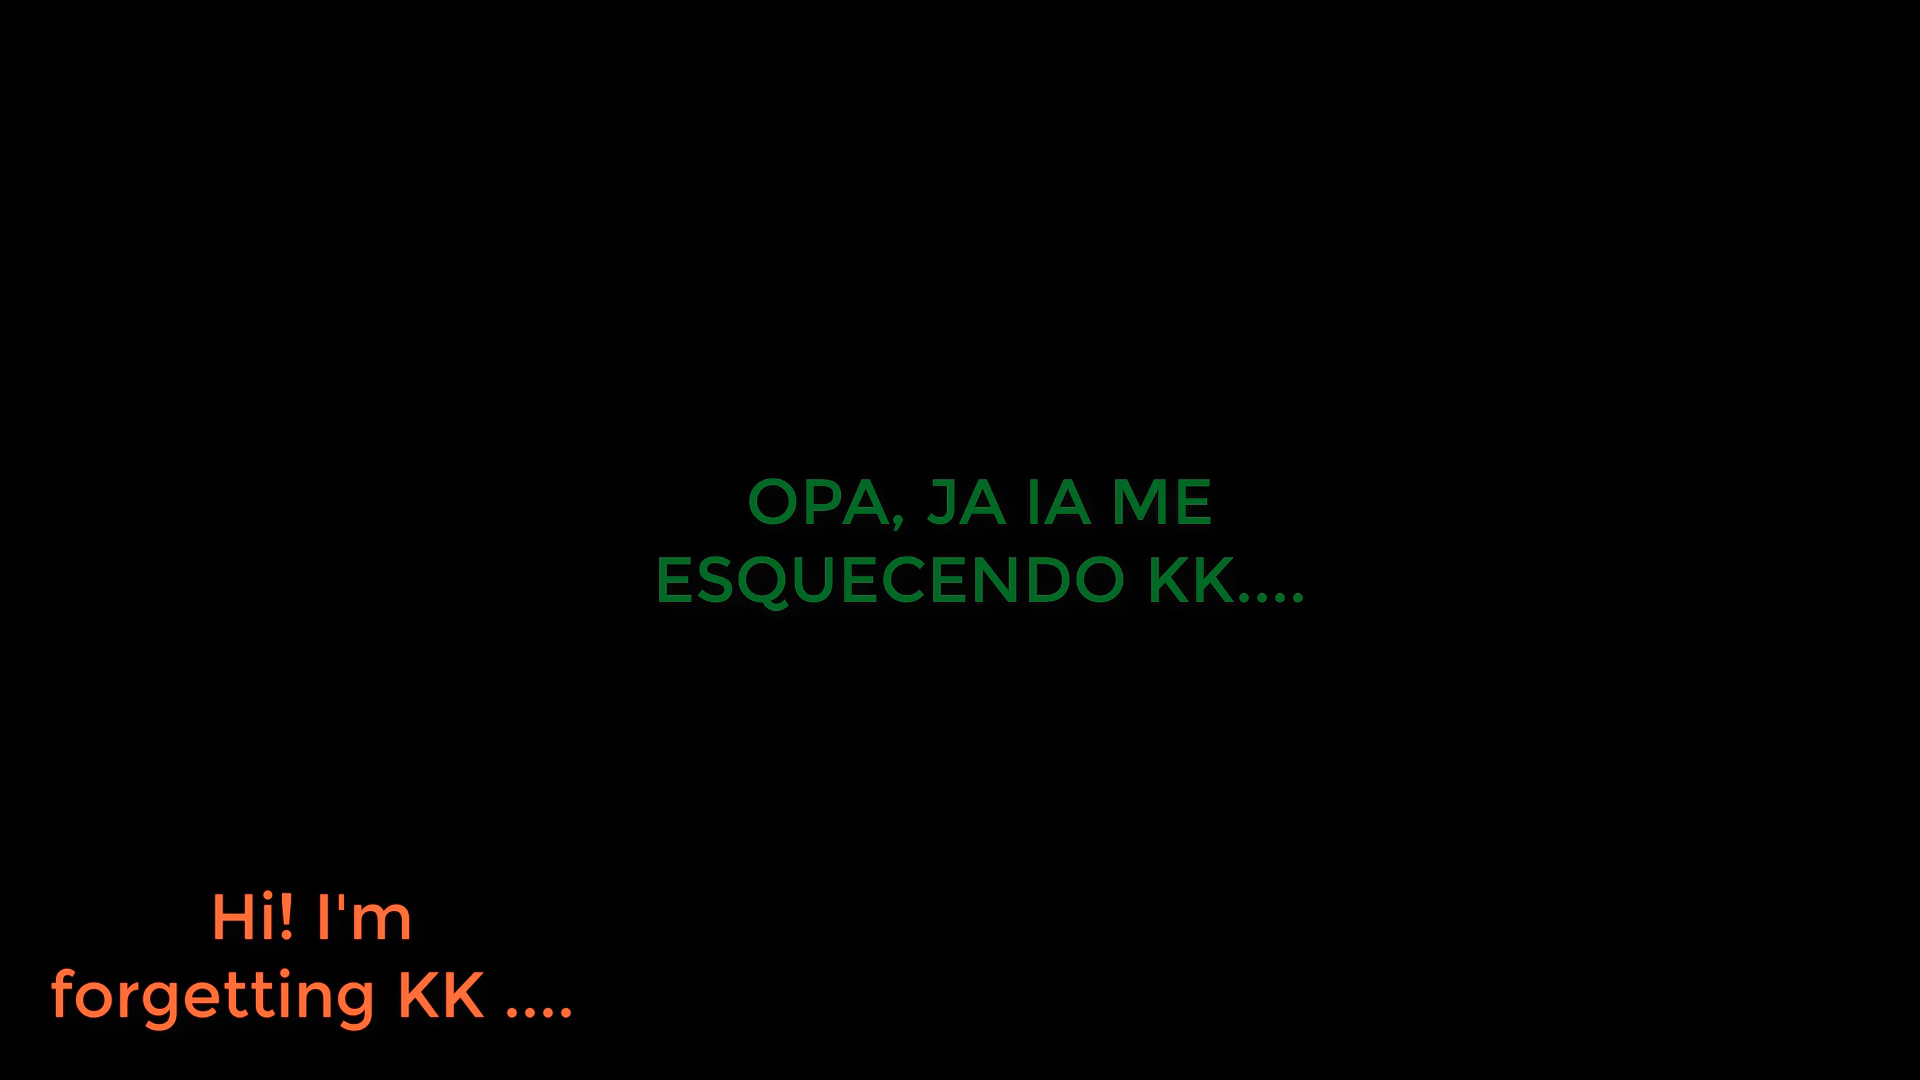 OPA, JA IA ME
ESQUECENDO KK....
Hi! I'm
forgetting KK ....